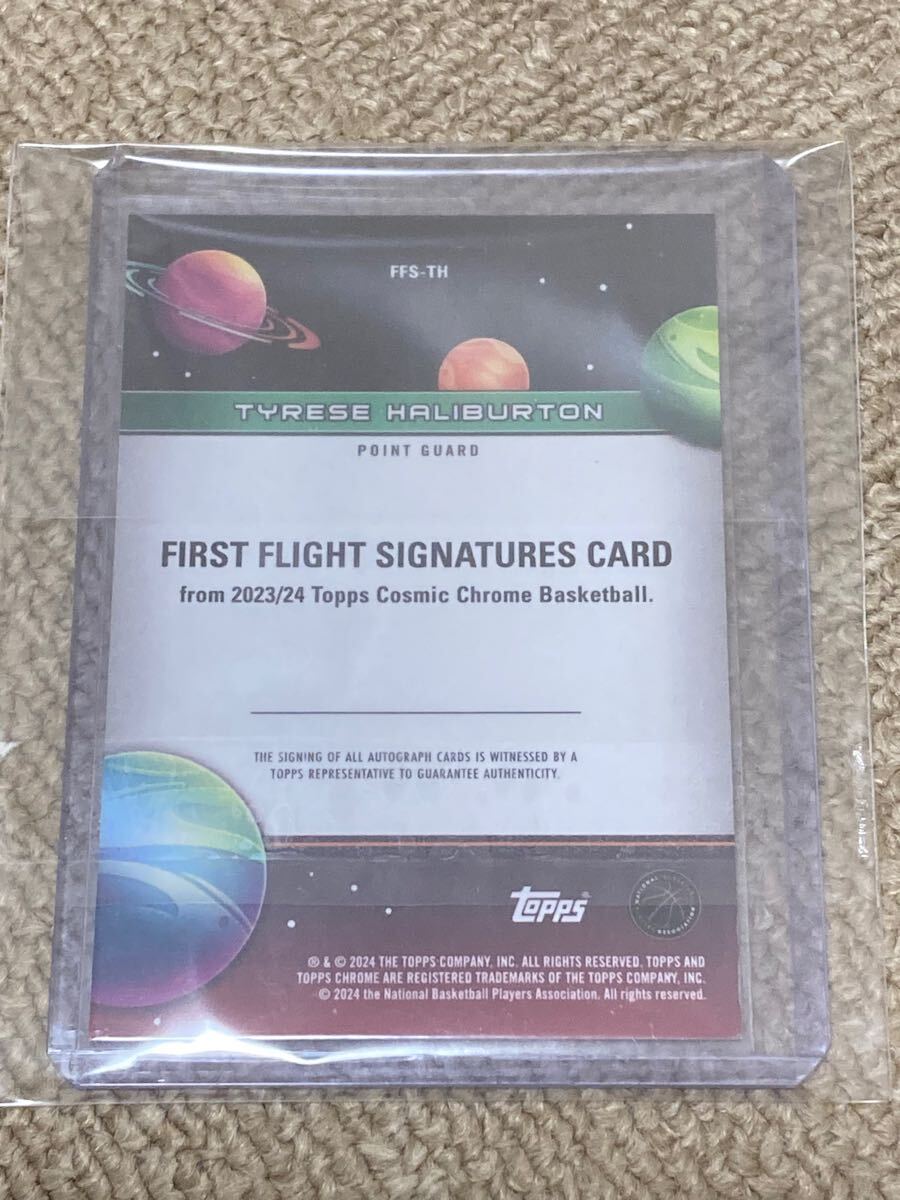 FFS-TH
TYRESE HALIBURTON
POINT GUARD
FIRST FLIGHT SIGNATURES CARD
from 2023/24 Topps Cosmic Chrome Basketball.
THE SIGNING OF ALL AUTOGRAPH CARDS IS WITNESSED BY A
TOPPS REPRESENTATIVE TO GUARANTEE AUTHENTICITY.
topps®
NATIONAL
ASSOCIATION
® & © 2024 THE TOPPS COMPANY, INC. ALL RIGHTS RESERVED. TOPPS AND
TOPPS CHROME ARE REGISTERED TRADEMARKS OF THE TOPPS COMPANY, INC.
© 2024 the National Basketball Players Association. All rights reserved.